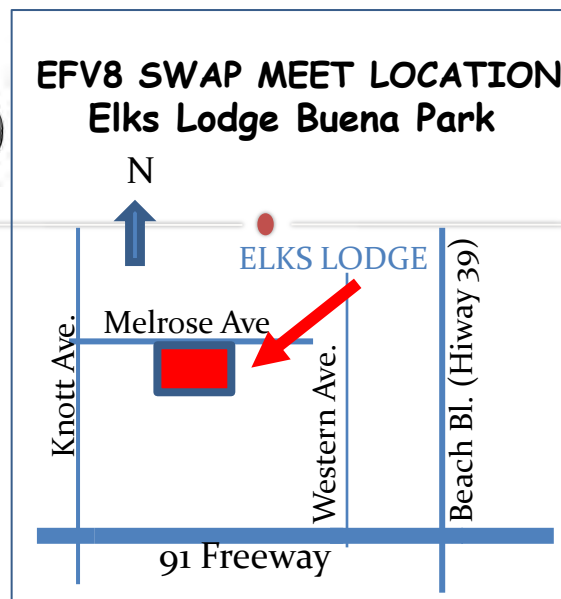 EFV8 SWAP MEET LOCATION
Elks Lodge Buena Park
N
ELKS LODGE
Melrose Ave
Knott Ave.
Western Ave.
Beach Bl. (Hiway 39)
91 Freeway